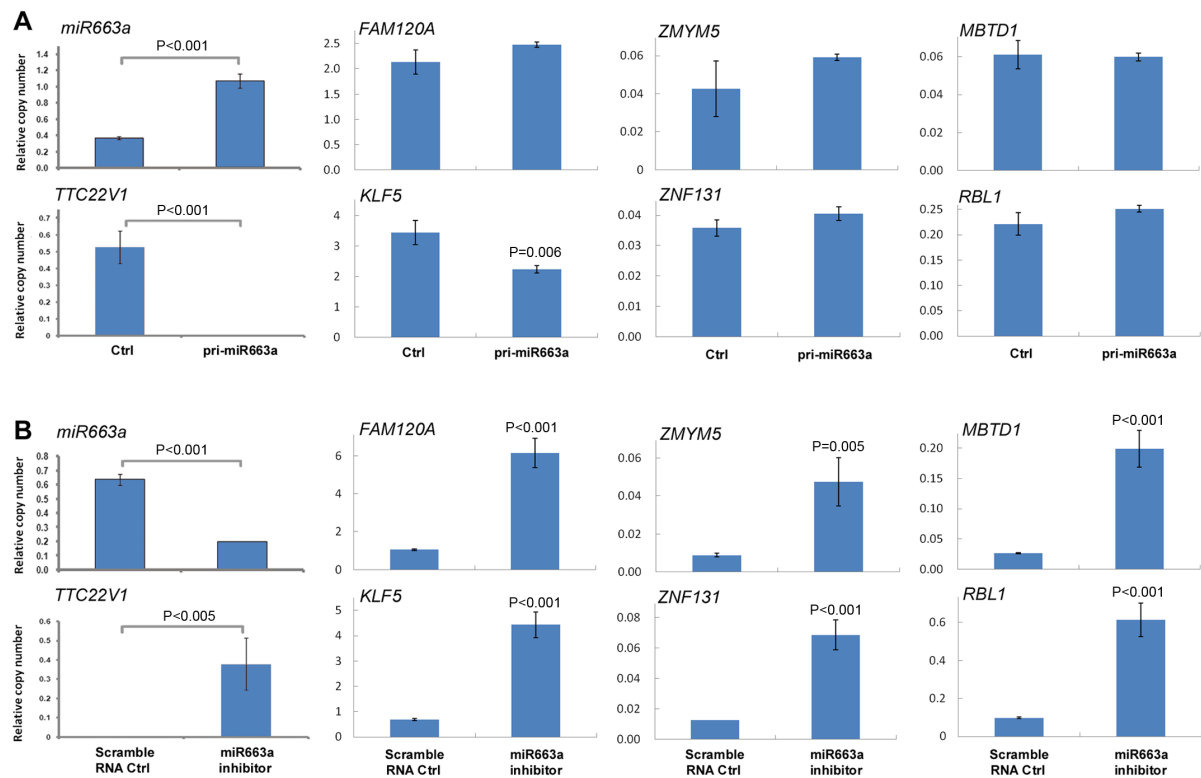 A
miR663a
P<0.001
Relative copy number
1.4
1.2
1.0
0.8
0.6
0.4
0.2
0.0
FAM120A
2.5
2.0
1.5
1.0
0.5
0.0
ZMYM5
0.06
0.04
0.02
0
MBTD1
0.06
0.04
0.02
0.00
TTC22V1
P<0.001
Relative copy number
0.7
0.6
0.5
0.4
0.3
0.2
0.1
0
Ctrl
pri-miR663a
KLF5
P=0.006
4
3
2
1
0
Ctrl
pri-miR663a
ZNF131
0.04
0.03
0.02
0.01
0.00
Ctrl
pri-miR663a
RBL1
0.25
0.20
0.15
0.10
0.05
0.00
Ctrl
pri-miR663a
B
miR663a
P<0.001
Relative copy number
0.8
0.7
0.6
0.5
0.4
0.3
0.2
0.1
0.0
FAM120A
P<0.001
6
4
2
0
ZMYM5
P=0.005
0.06
0.04
0.02
0.00
MBTD1
P<0.001
0.20
0.15
0.10
0.05
0.00
TTC22V1
P<0.005
Relative copy number
0.6
0.5
0.4
0.3
0.2
0.1
0
Scramble
RNA Ctrl
miR663a
inhibitor
KLF5
P<0.001
5
4
3
2
1
0
Scramble
RNA Ctrl
miR663a
inhibitor
ZNF131
P<0.001
0.08
0.06
0.04
0.02
0.00
Scramble
RNA Ctrl
miR663a
inhibitor
RBL1
P<0.001
0.6
0.4
0.2
0
Scramble
RNA Ctrl
miR663a
inhibitor